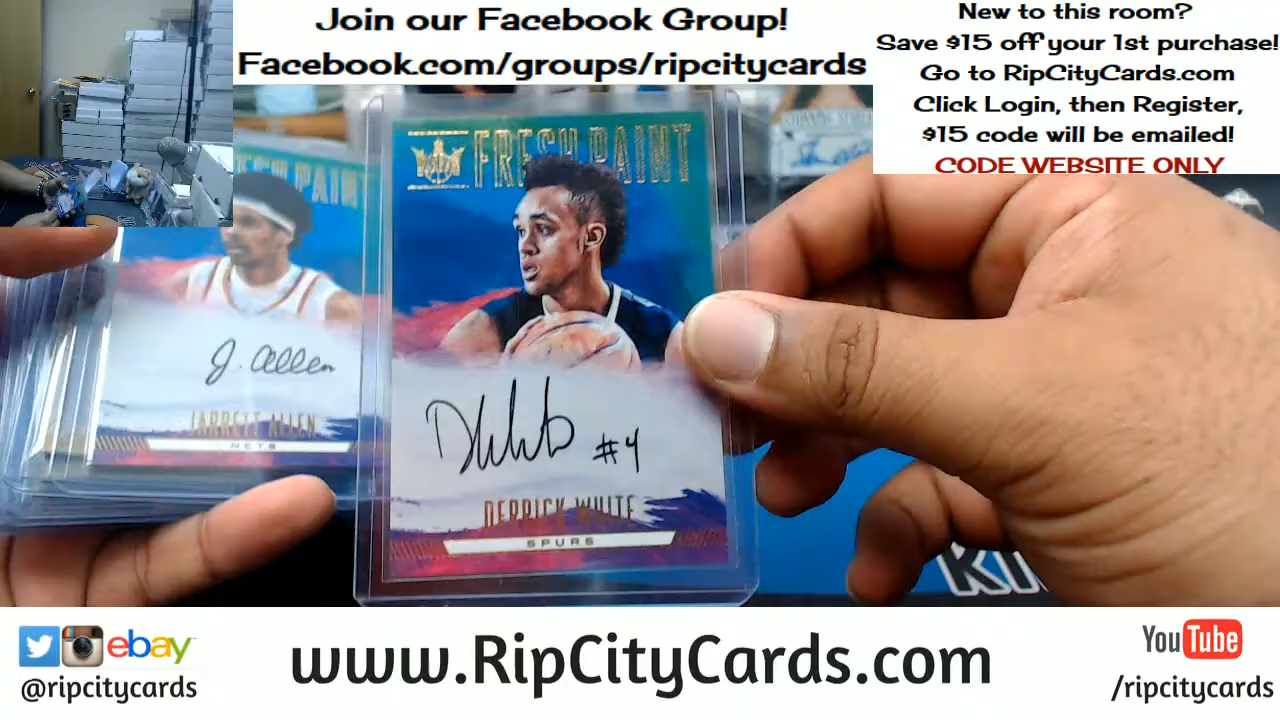 Join our Facebook Group!
Facebook.com/groups/ripcitycards
New to this room?
Save $15 off your 1st purchase!
Go to RipCityCards.com
Click Login, then Register,
$15 code will be emailed!
CODE WEBSITE ONLY
FRESH PAINT
J. Allen
JARRETT ALLEN
NETS
FRESH PAINT
#4
DERRICK WHITE
SPURS
ebay
@ripcitycards
www.RipCityCards.com
YouTube
/ripcitycards